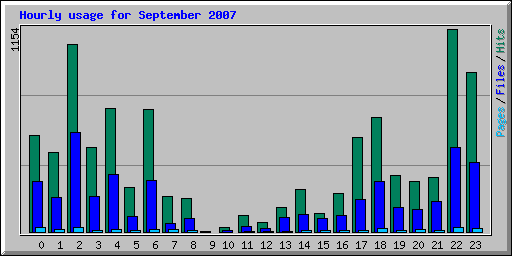 Hourly usage for September 2007
1154
Pages / Files / Hits
0 1 2 3 4 5 6 7 8 9 10 11 12 13 14 15 16 17 18 19 20 21 22 23